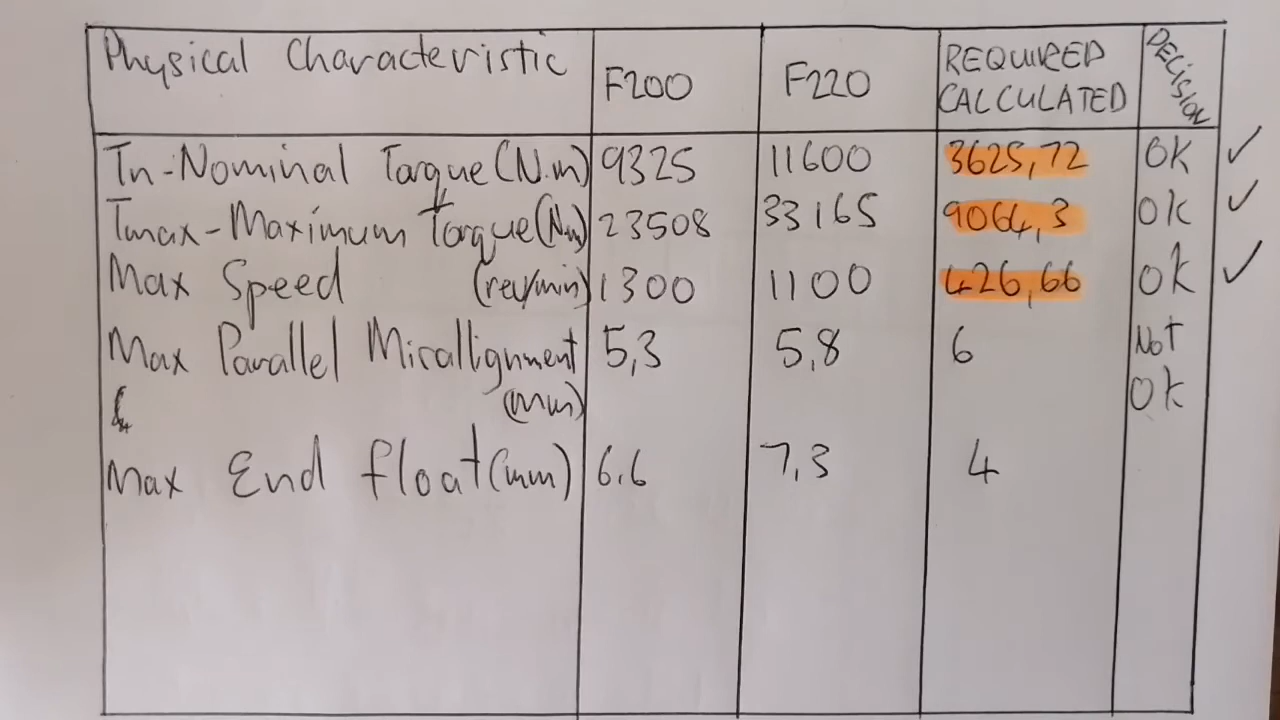 Physical Characteristic F200 F220 REQUIRED CALCULATED DECISION
Tn-Nominal Torque (N.m) 9325 11600 3625,72 OK ✓
Tmax-Maximum Torque (Nm) 23508 33165 9064,3 Ok ✓
Max Speed (rev/min) 1300 1100 426,66 Ok ✓
Max Parallel Misallignment 5,3 5,8 6 Not
& (mm) Ok
Max End float (mm) 6.6 7,3 4